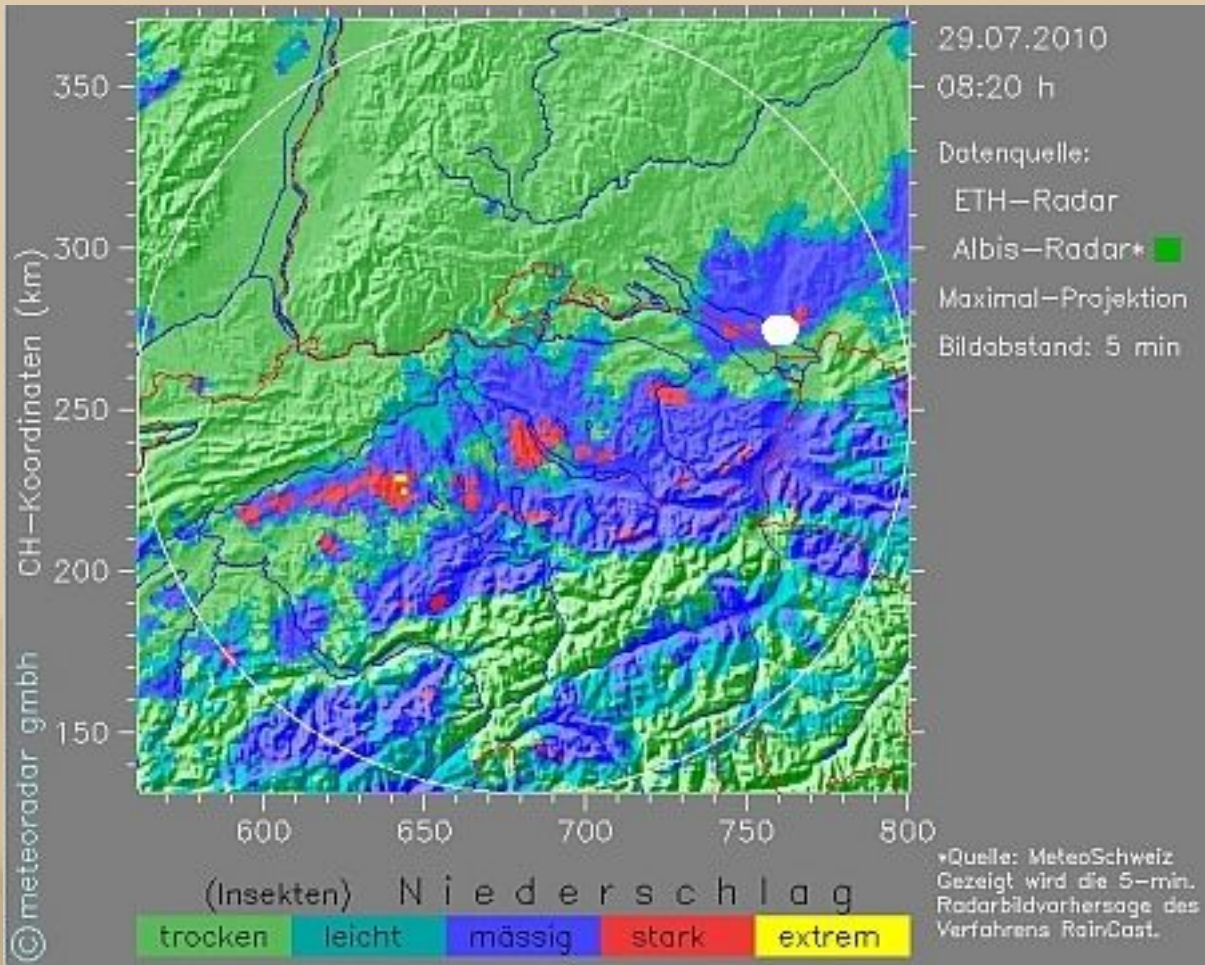 29.07.2010
08:20 h
Datenquelle:
ETH-Radar
Albis-Radar*
Maximal-Projektion
Bildabstand: 5 min
350
300
250
200
150
CH-Koordinaten (km)
© meteoradar gmbh
600 650 700 750 800
(Insekten) Niederschlag
trocken leicht mässig stark extrem
*Quelle: MeteoSchweiz
Gezeigt wird die 5-min.
Radarbildvorhersage des
Verfahrens RainCast.